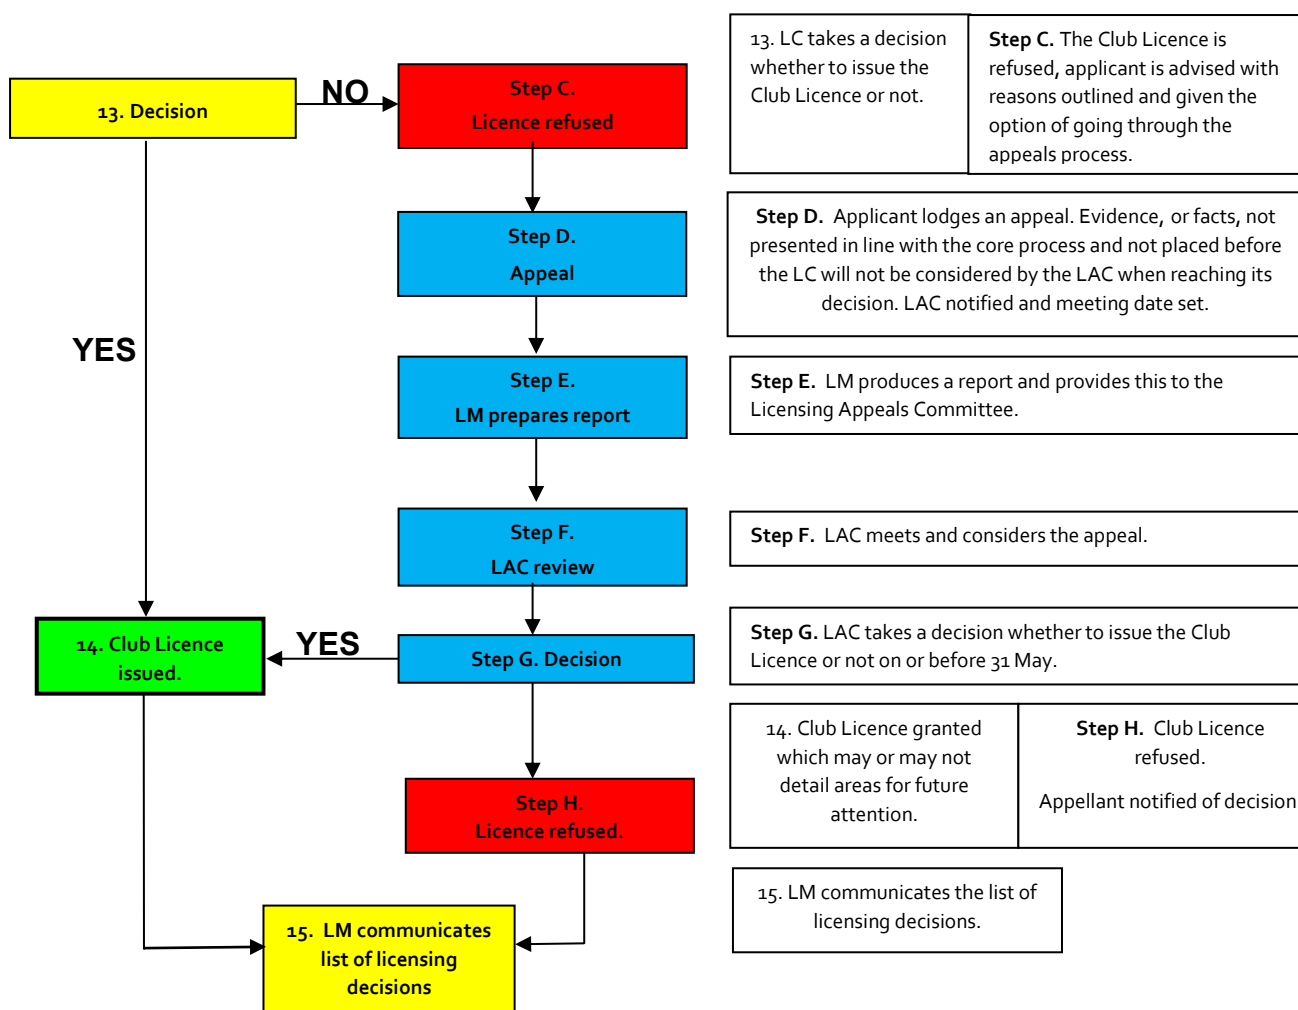 13. Decision
NO
Step C.
Licence refused
13. LC takes a decision
whether to issue the
Club Licence or not.
Step C. The Club Licence is
refused, applicant is advised with
reasons outlined and given the
option of going through the
appeals process.
Step D.
Appeal
Step D. Applicant lodges an appeal. Evidence, or facts, not
presented in line with the core process and not placed before
the LC will not be considered by the LAC when reaching its
decision. LAC notified and meeting date set.
YES
Step E.
LM prepares report
Step E. LM produces a report and provides this to the
Licensing Appeals Committee.
Step F.
LAC review
Step F. LAC meets and considers the appeal.
14. Club Licence
issued.
YES
Step G. Decision
Step G. LAC takes a decision whether to issue the Club
Licence or not on or before 31 May.
Step H.
Licence refused.
14. Club Licence granted
which may or may not
detail areas for future
attention.
Step H. Club Licence
refused.
Appellant notified of decision
15. LM communicates
list of licensing
decisions
15. LM communicates the list of
licensing decisions.